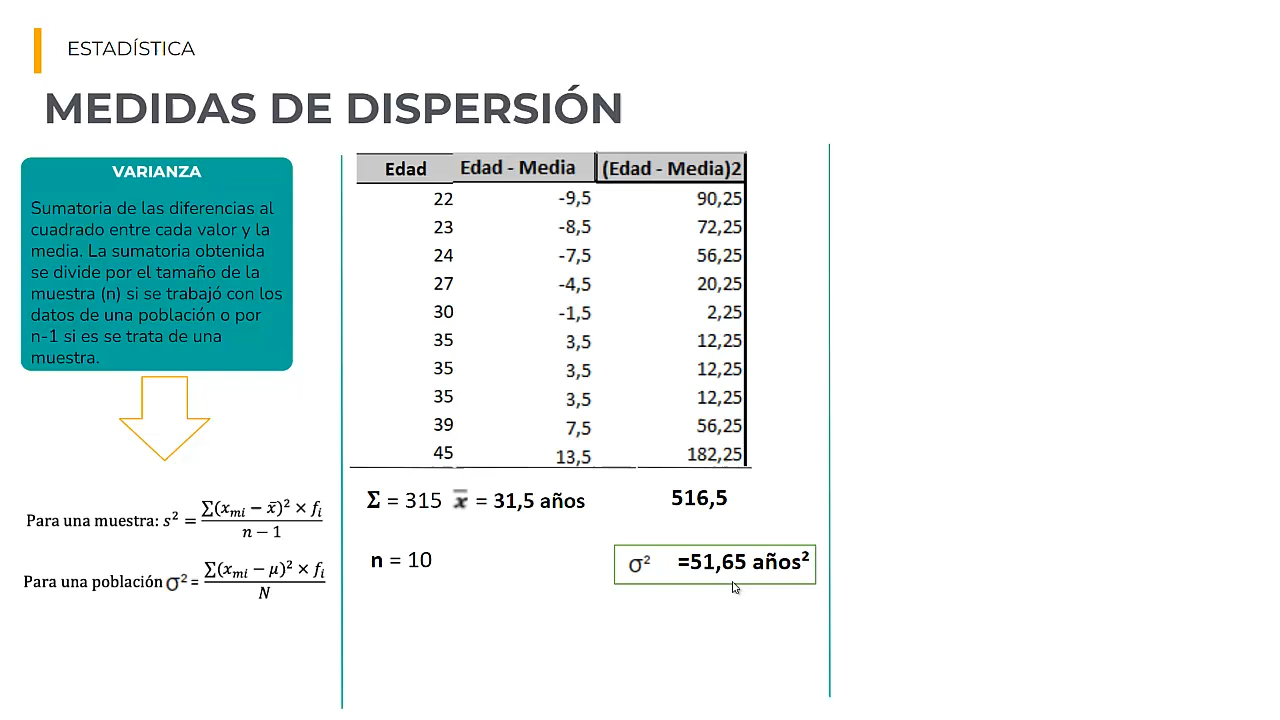 ESTADÍSTICA
MEDIDAS DE DISPERSIÓN
VARIANZA
Sumatoria de las diferencias al
cuadrado entre cada valor y la
media. La sumatoria obtenida
se divide por el tamaño de la
muestra (n) si se trabajó con los
datos de una población o por
n-1 si es se trata de una
muestra.
Para una muestra: s² = ∑(xₘᵢ − x̄)² × fᵢ / n − 1
Para una población σ² = ∑(xₘᵢ − μ)² × fᵢ / N
Edad Edad - Media (Edad - Media)2
22 -9,5 90,25
23 -8,5 72,25
24 -7,5 56,25
27 -4,5 20,25
30 -1,5 2,25
35 3,5 12,25
35 3,5 12,25
35 3,5 12,25
39 7,5 56,25
45 13,5 182,25
Σ = 315 x̄ = 31,5 años 516,5
n = 10 σ² =51,65 años²